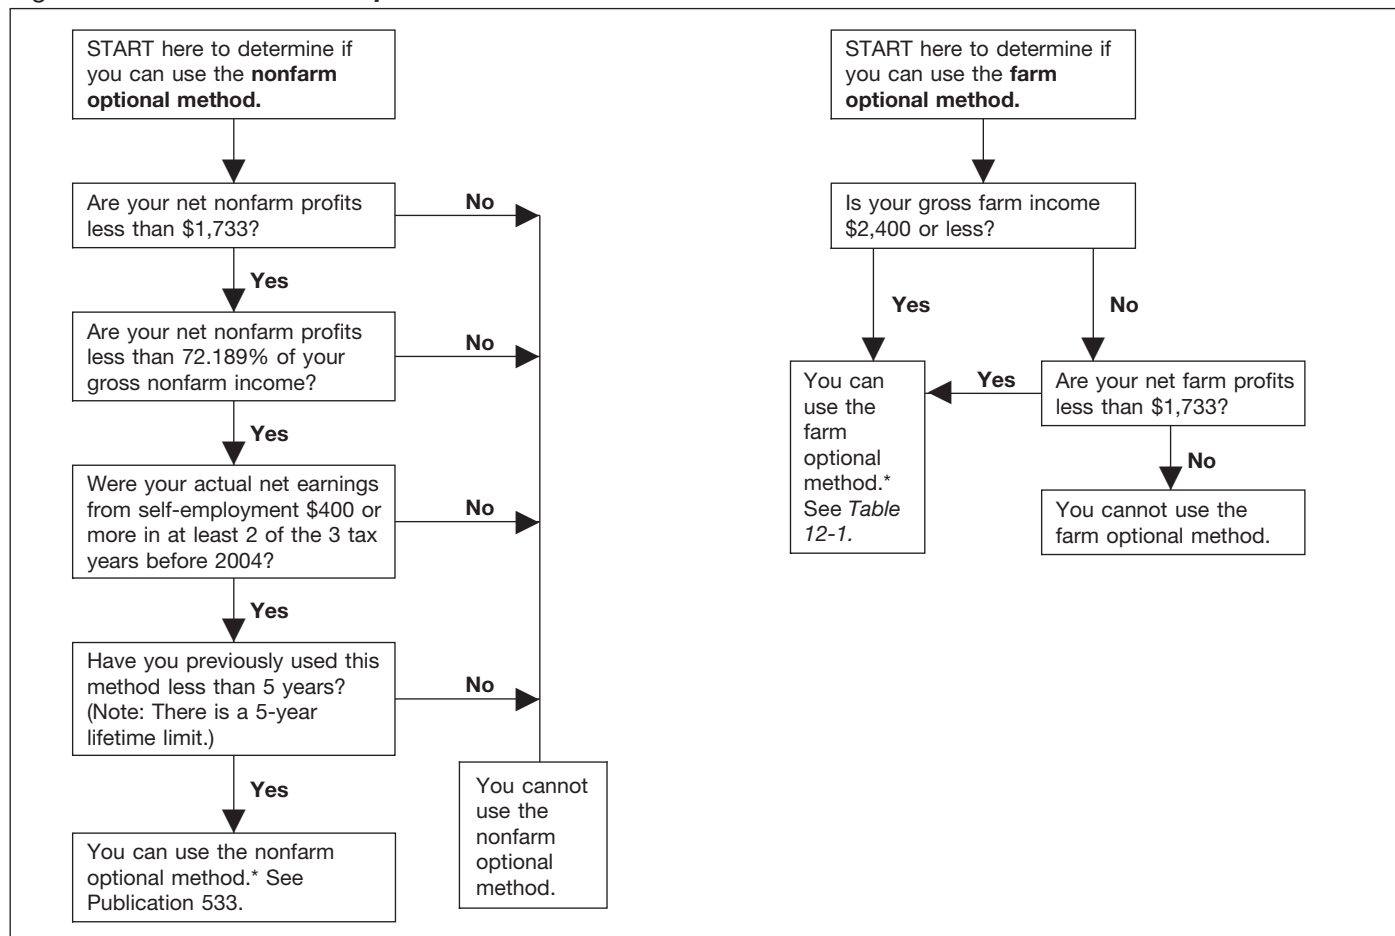 START here to determine if
you can use the nonfarm
optional method.
Are your net nonfarm profits
less than $1,733?
No
Yes
Are your net nonfarm profits
less than 72.189% of your
gross nonfarm income?
No
Yes
Were your actual net earnings
from self-employment $400 or
more in at least 2 of the 3 tax
years before 2004?
No
Yes
Have you previously used this
method less than 5 years?
(Note: There is a 5-year
lifetime limit.)
No
Yes
You can use the nonfarm
optional method.* See
Publication 533.
You cannot
use the
nonfarm
optional
method.
START here to determine if
you can use the farm
optional method.
Is your gross farm income
$2,400 or less?
Yes
No
You can
use the
farm
optional
method.*
See Table
12-1.
Yes
Are your net farm profits
less than $1,733?
No
You cannot use the
farm optional method.